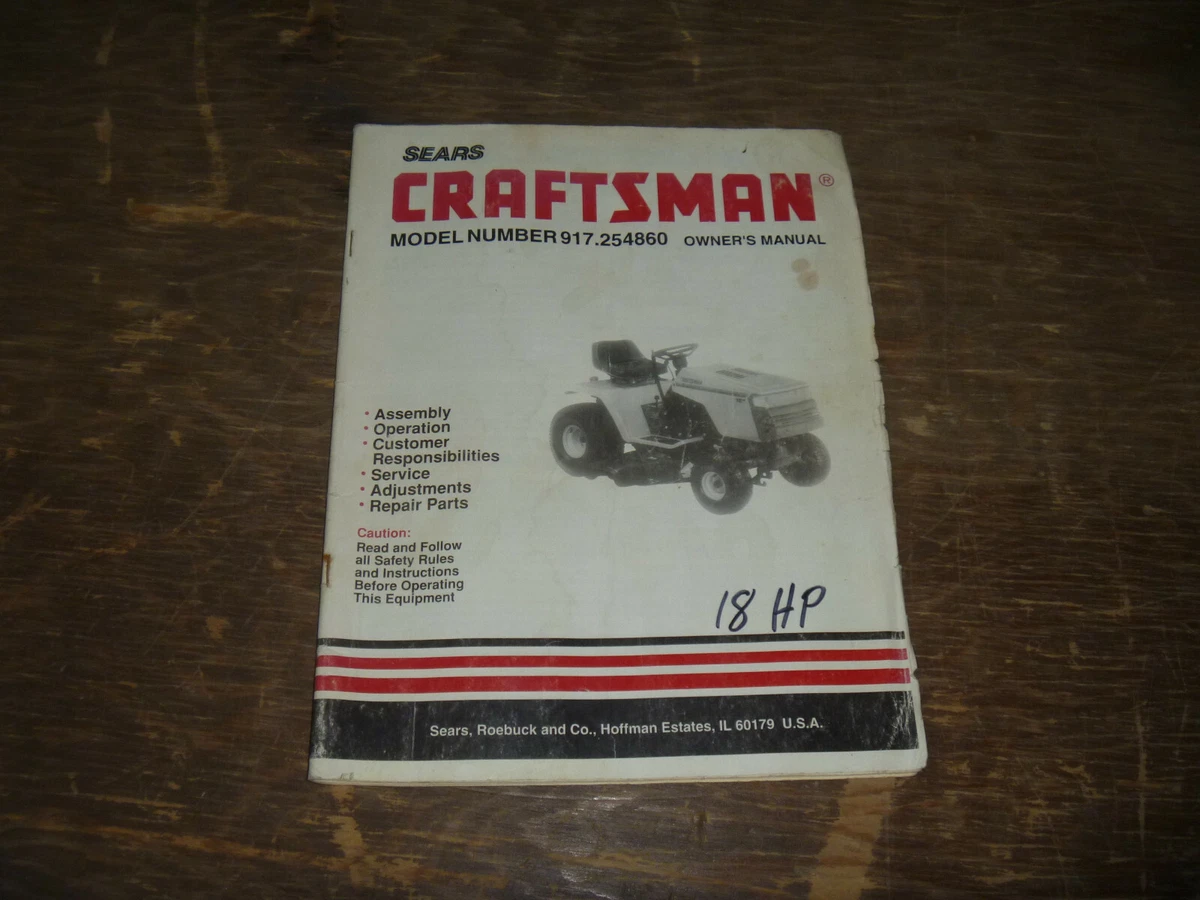 SEARS
CRAFTSMAN®
MODEL NUMBER 917.254860 OWNER'S MANUAL
• Assembly
• Operation
• Customer
Responsibilities
• Service
• Adjustments
• Repair Parts
Caution:
Read and Follow
all Safety Rules
and Instructions
Before Operating
This Equipment
18 HP
Sears, Roebuck and Co., Hoffman Estates, IL 60179 U.S.A.